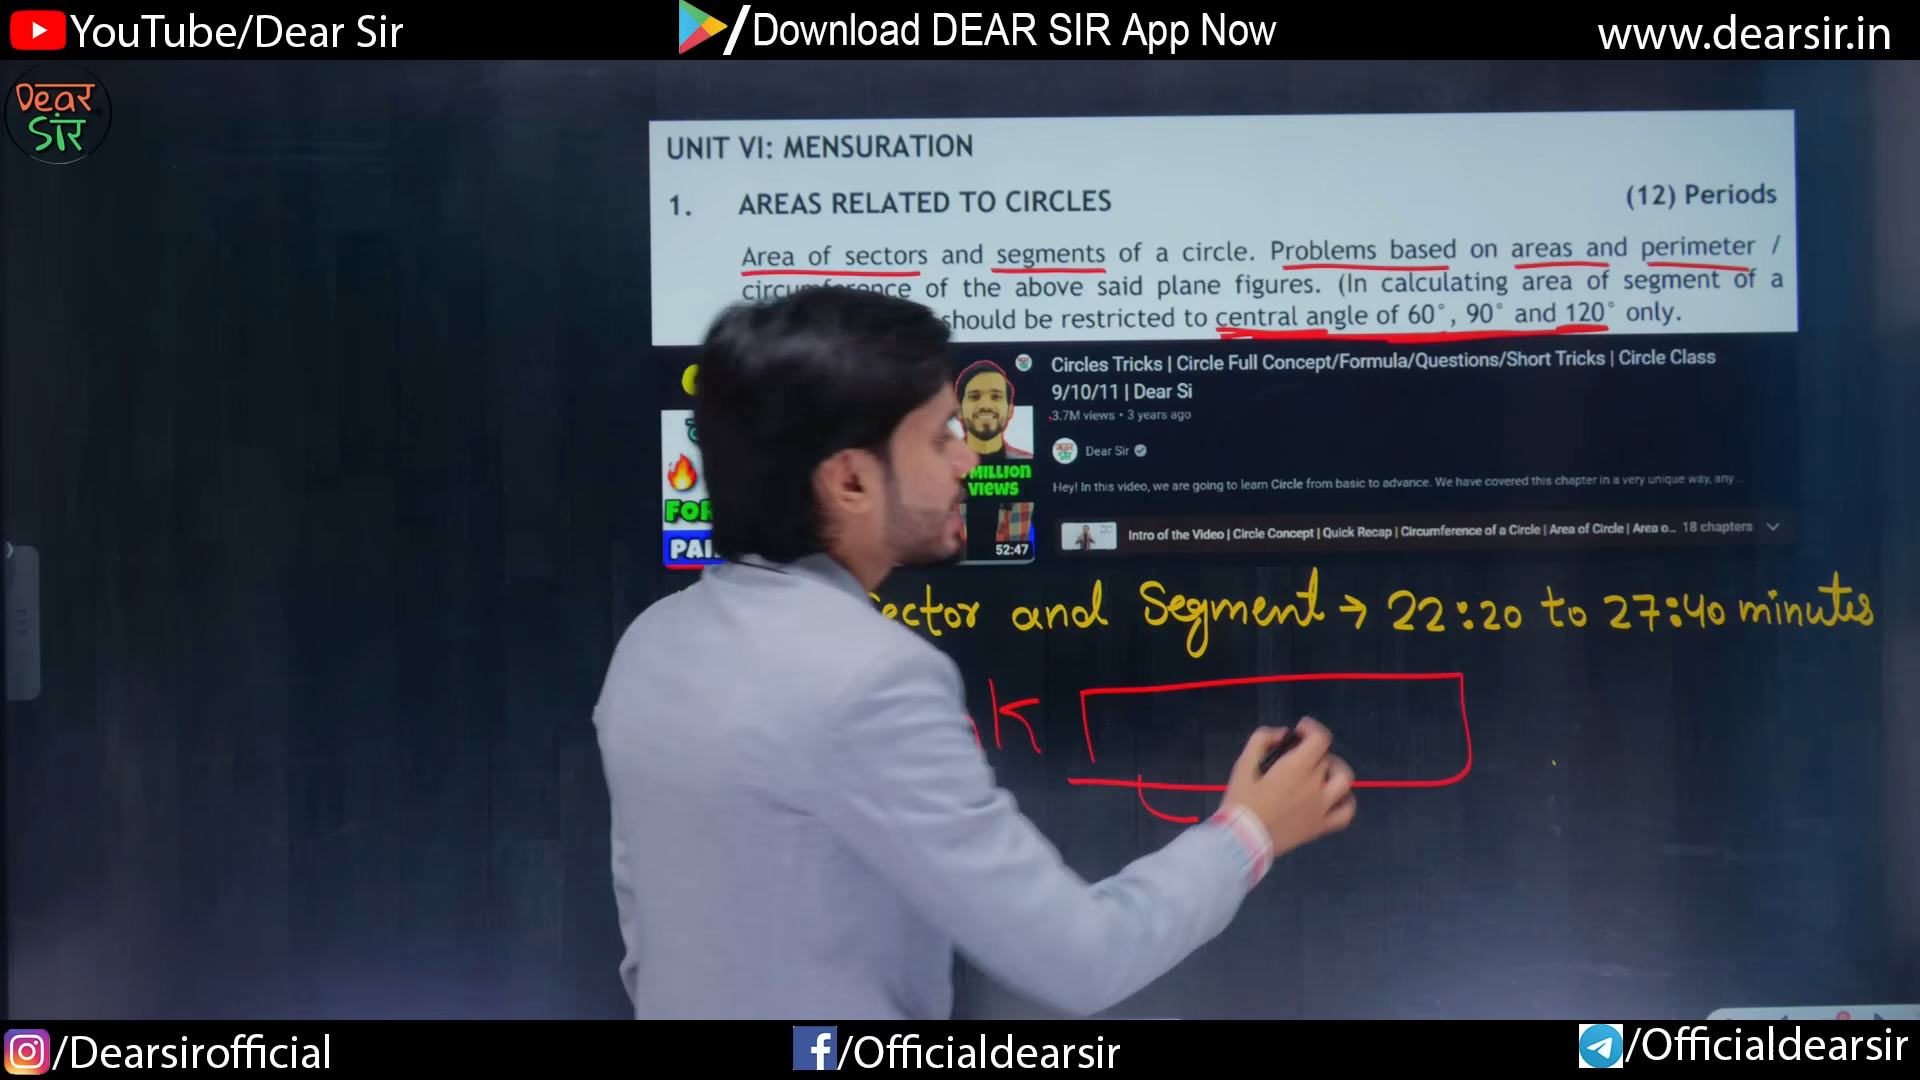 YouTube/Dear Sir
/Download DEAR SIR App Now
www.dearsir.in
Dear
सर
UNIT VI: MENSURATION
1. AREAS RELATED TO CIRCLES (12) Periods
Area of sectors and segments of a circle. Problems based on areas and perimeter /
circumference of the above said plane figures. (In calculating area of segment of a
should be restricted to central angle of 60°, 90° and 120° only.
Circles Tricks | Circle Full Concept/Formula/Questions/Short Tricks | Circle Class
9/10/11 | Dear Si
3.7M views • 3 years ago
Dear Sir
MILLION
VIEWS
Hey! In this video, we are going to learn Circle from basic to advance. We have covered this chapter in a very unique way, any ...
FOR
52:47
Intro of the Video | Circle Concept | Quick Recap | Circumference of a Circle | Area of Circle | Area o... 18 chapters
ector and Segment → 22:20 to 27:40 minutes
K
/Dearsirofficial
/Officialdearsir
/Officialdearsir